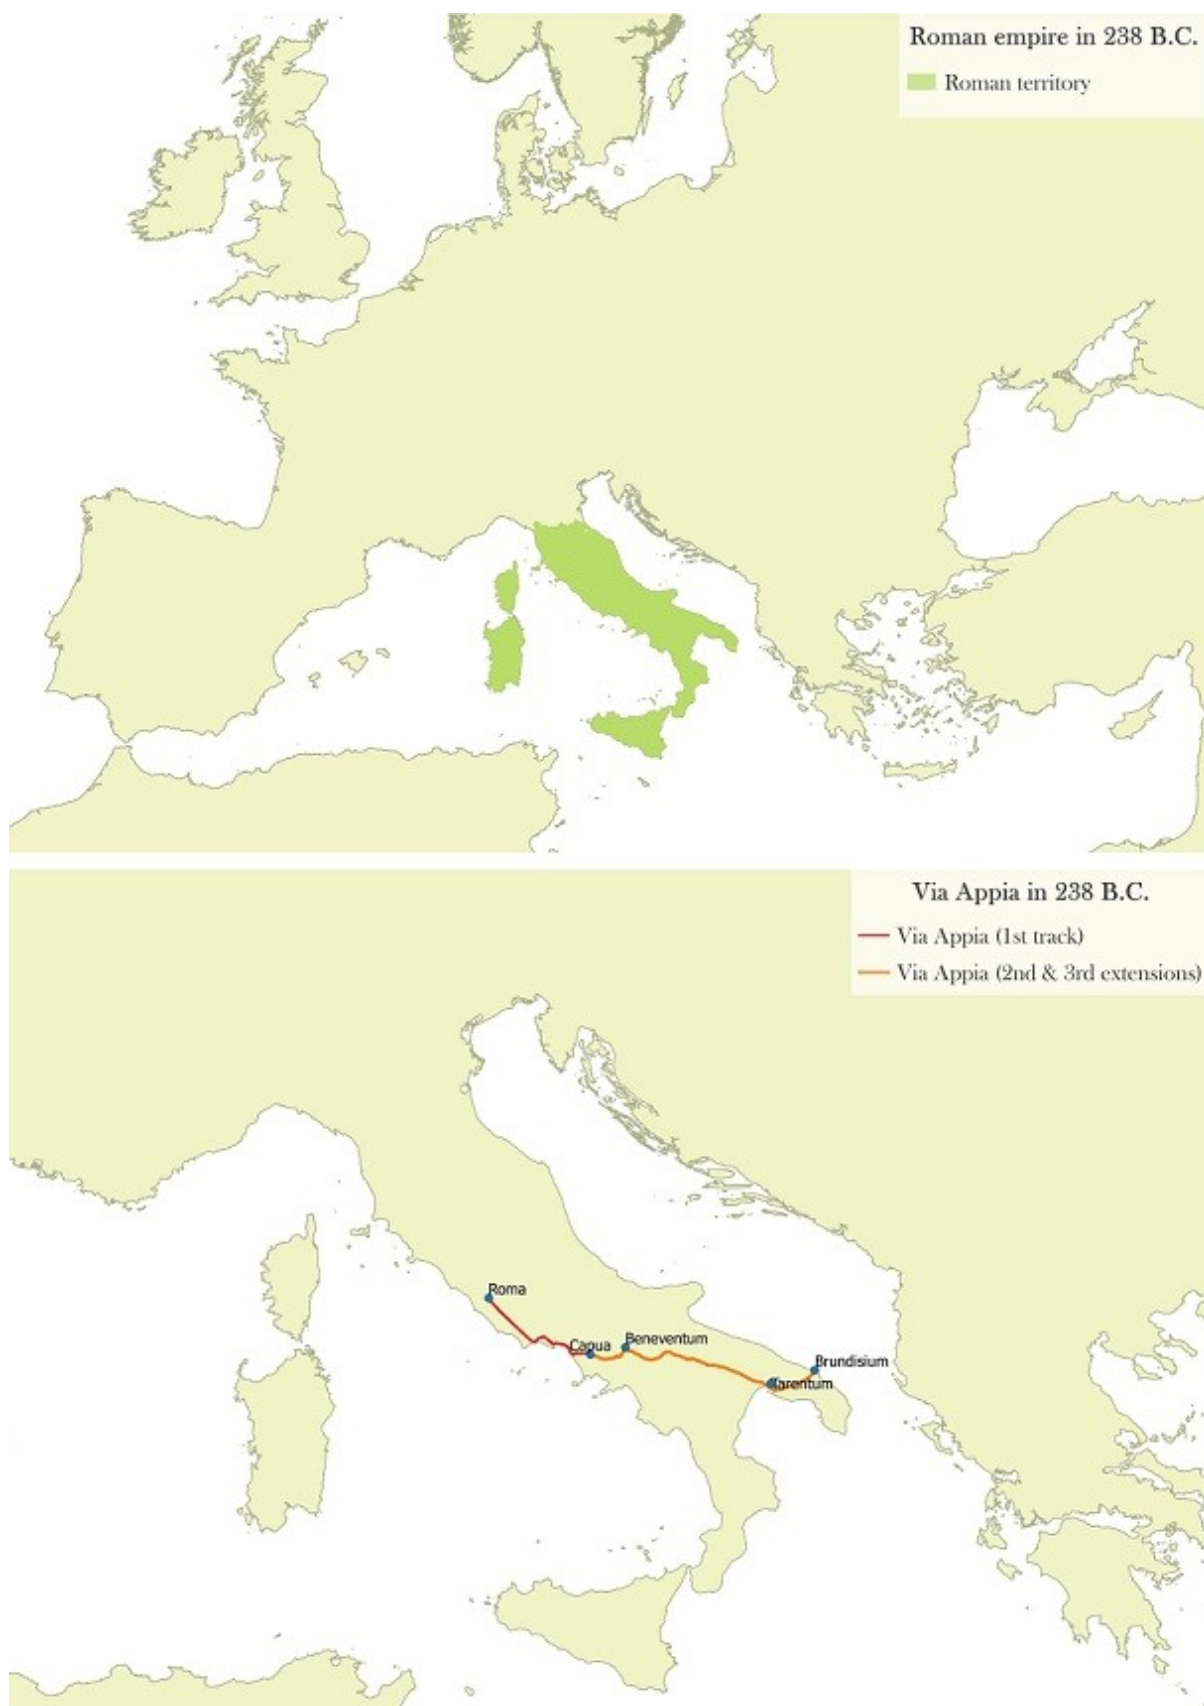 Roman empire in 238 B.C.
Roman territory
Via Appia in 238 B.C.
Via Appia (1st track)
Via Appia (2nd & 3rd extensions)
Roma
Capua
Beneventum
Brundisium
Tarentum